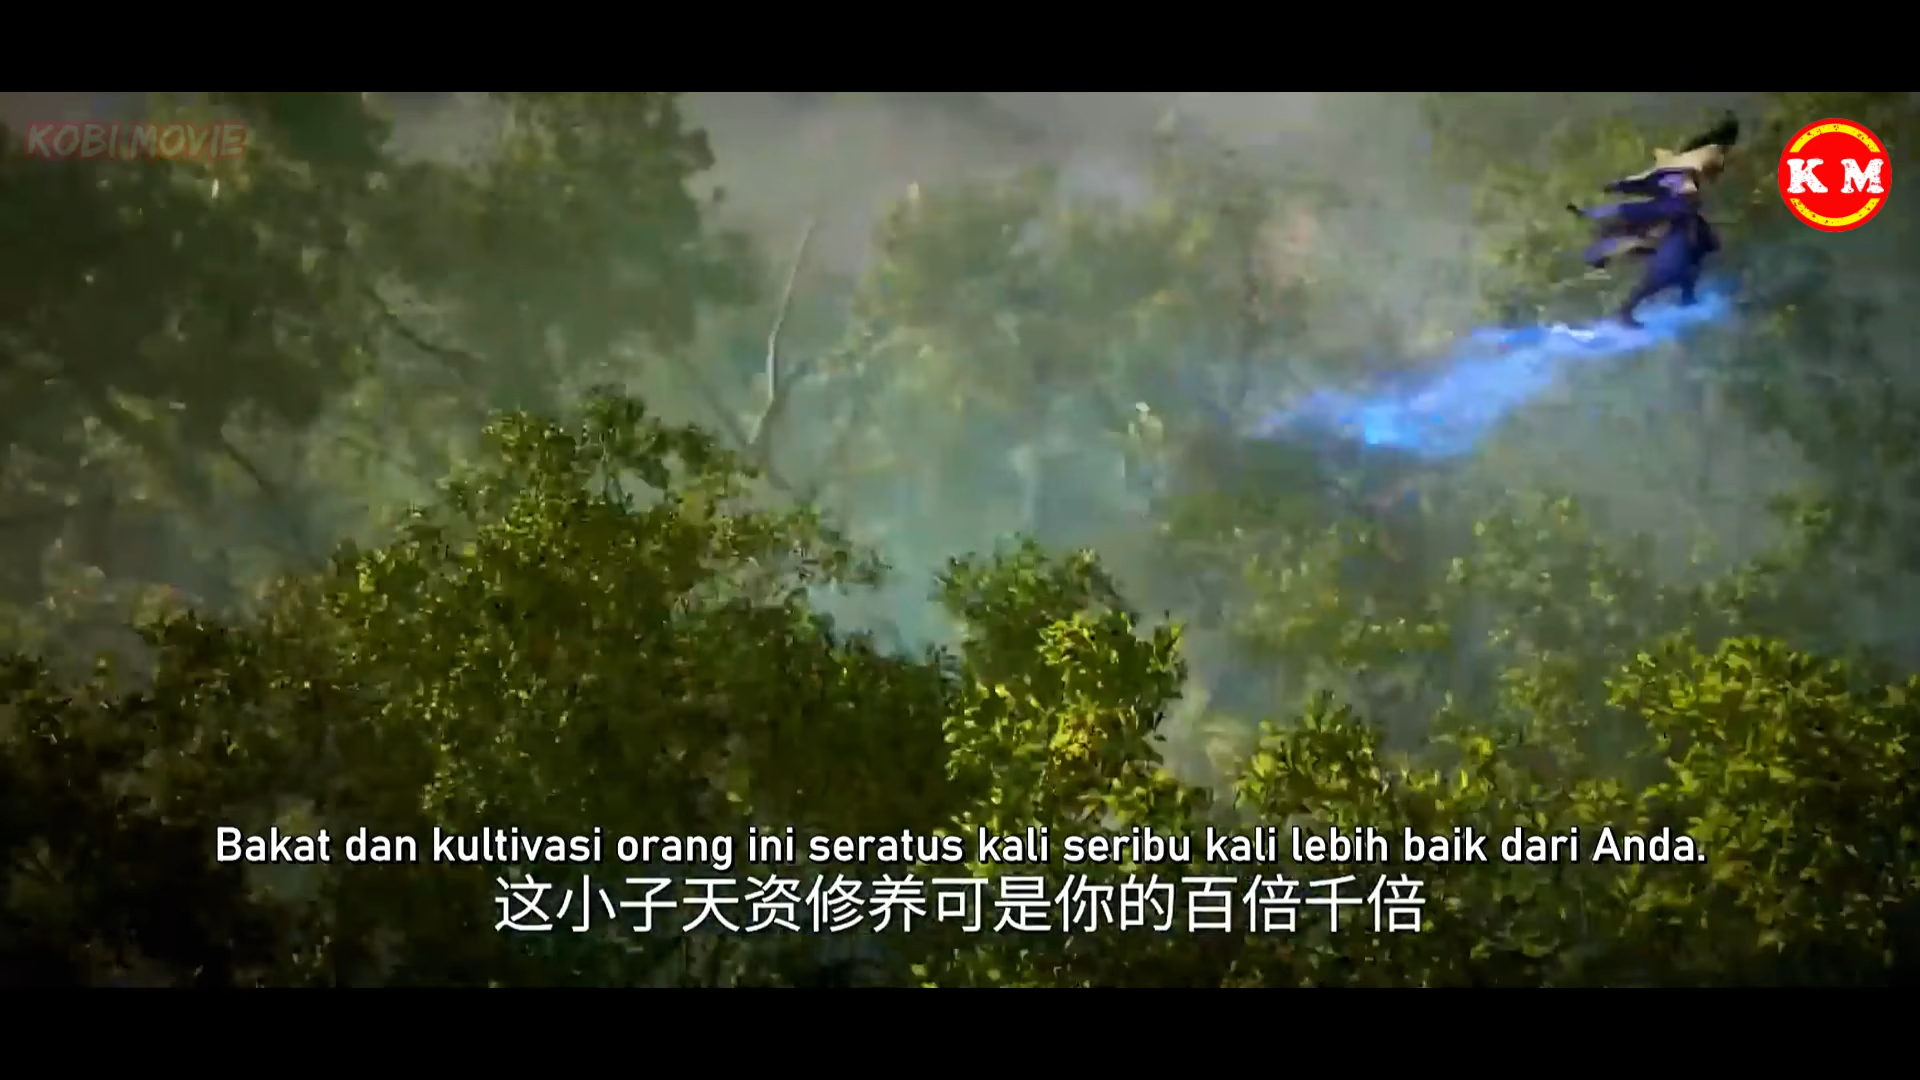 KOBI MOVIE
K M
Bakat dan kultivasi orang ini seratus kali seribu kali lebih baik dari Anda.
这小子天资修养可是你的百倍千倍